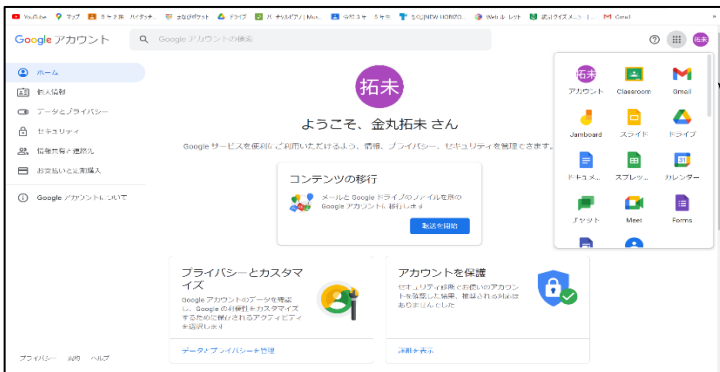 YouTube
マップ
ドライブ
Gmail
Google アカウント
Google アカウントの検索
ホーム
個人情報
データとプライバシー
セキュリティ
情報共有と連絡先
お支払いと定期購入
Google アカウントについて
拓未
ようこそ、金丸拓未 さん
Google サービスを便利にご利用いただけるよう、情報、プライバシー、セキュリティを管理できます。
コンテンツの移行
メールと Google ドライブのファイルを別の
Google アカウントに移行します
転送を開始
プライバシーとカスタマ
イズ
Google アカウントのデータを確認
し、Google の利便性をカスタマイズ
するために保存されるアクティビティ
を選択します
データとプライバシーを管理
アカウントを保護
セキュリティ診断でお使いのアカウン
トを確認した結果、推奨される対応は
ありませんでした
詳細を表示
拓未
アカウント
Classroom
Gmail
Jamboard
スライド
ドライブ
ドキュメ...
スプレッ...
カレンダー
チャット
Meet
Forms
プライバシー 規約 ヘルプ